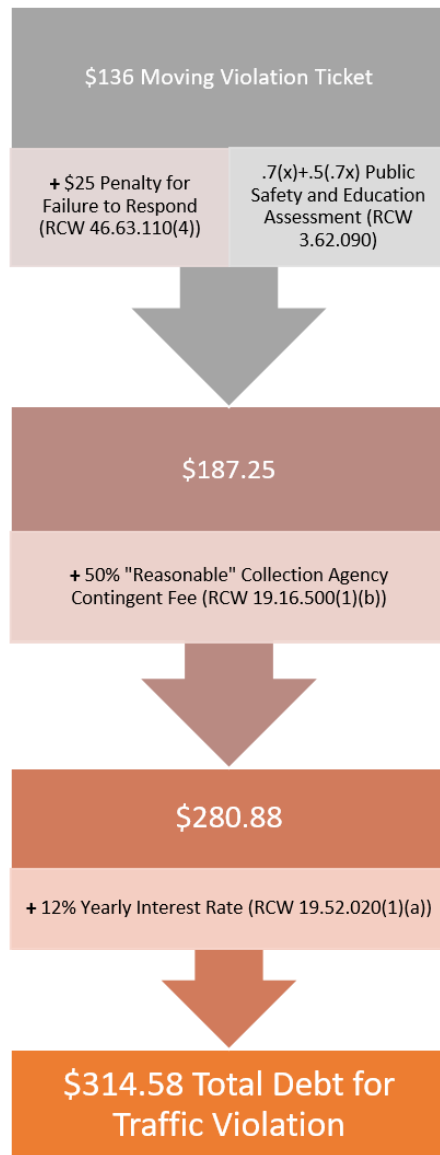 $136 Moving Violation Ticket
+ $25 Penalty for
Failure to Respond
(RCW 46.63.110(4))
.7(x)+.5(.7x) Public
Safety and Education
Assessment (RCW
3.62.090)
$187.25
+ 50% "Reasonable" Collection Agency
Contingent Fee (RCW 19.16.500(1)(b))
$280.88
+ 12% Yearly Interest Rate (RCW 19.52.020(1)(a))
$314.58 Total Debt for
Traffic Violation